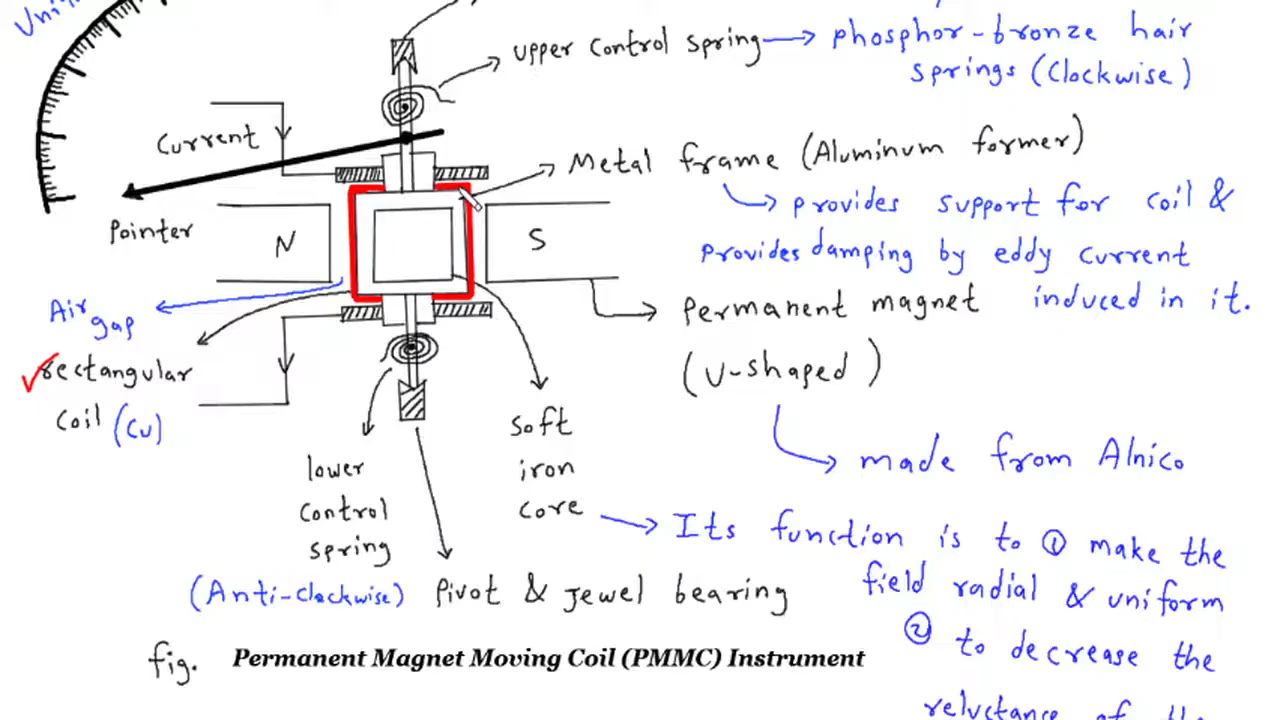 Upper control spring → phosphor-bronze hair
springs (Clockwise)
Current
Metal frame (Aluminum former)
provides support for coil &
provides damping by eddy current
induced in it.
Pointer
N
S
Air
gap
Permanent magnet
(U-shaped)
rectangular
coil (Cu)
made from Alnico
soft
iron
core
lower
control
spring
(Anti-clockwise)
Its function is to ① make the
field radial & uniform
② to decrease the
reluctance of the
Pivot & jewel bearing
fig. Permanent Magnet Moving Coil (PMMC) Instrument